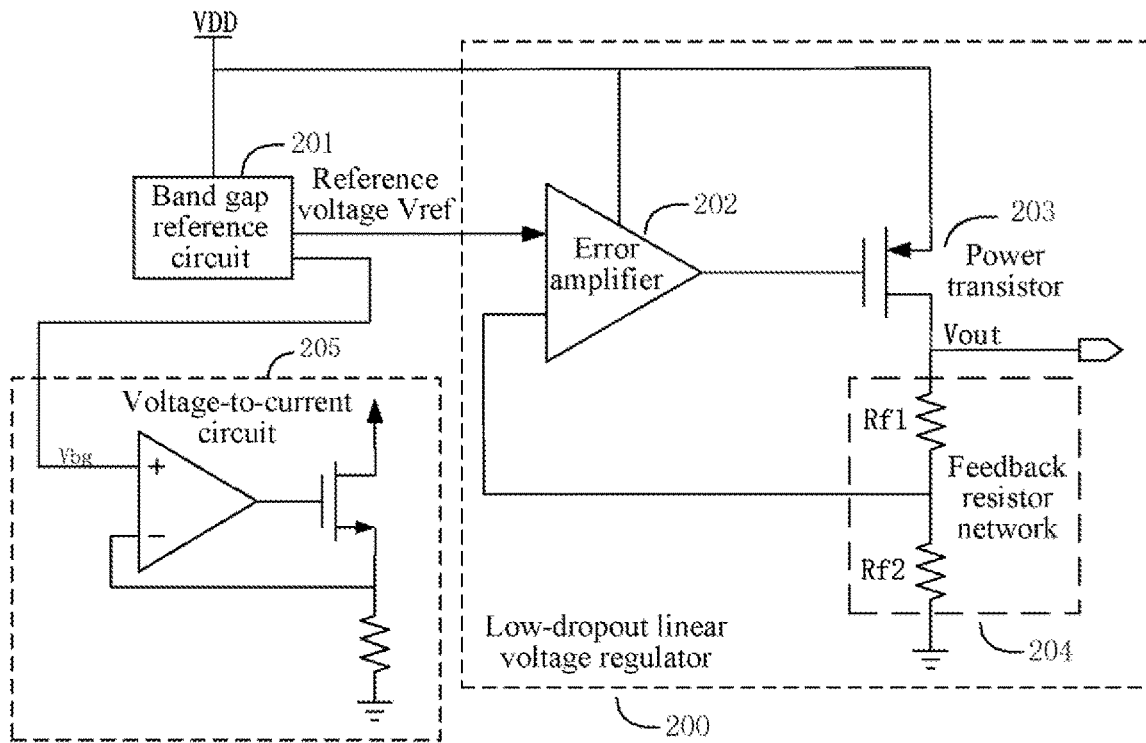 VDD
201
Band gap
reference
circuit
Reference
voltage Vref
202
Error
amplifier
203
Power
transistor
Vout
205
Voltage-to-current
circuit
Vbg
+
−
Rf1
Feedback
resistor
network
Rf2
204
Low-dropout linear
voltage regulator
200